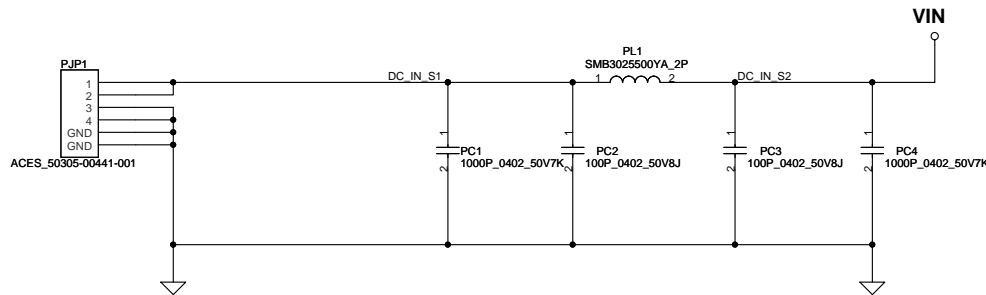 VIN
PL1
SMB3025500YA_2P
PJP1
DC_IN_S1
1 2
DC_IN_S2
1
2
3
4
GND
GND
ACES_50305-00441-001
1
2
PC1
1000P_0402_50V7K
1
2
PC2
100P_0402_50V8J
1
2
PC3
100P_0402_50V8J
1
2
PC4
1000P_0402_50V7K